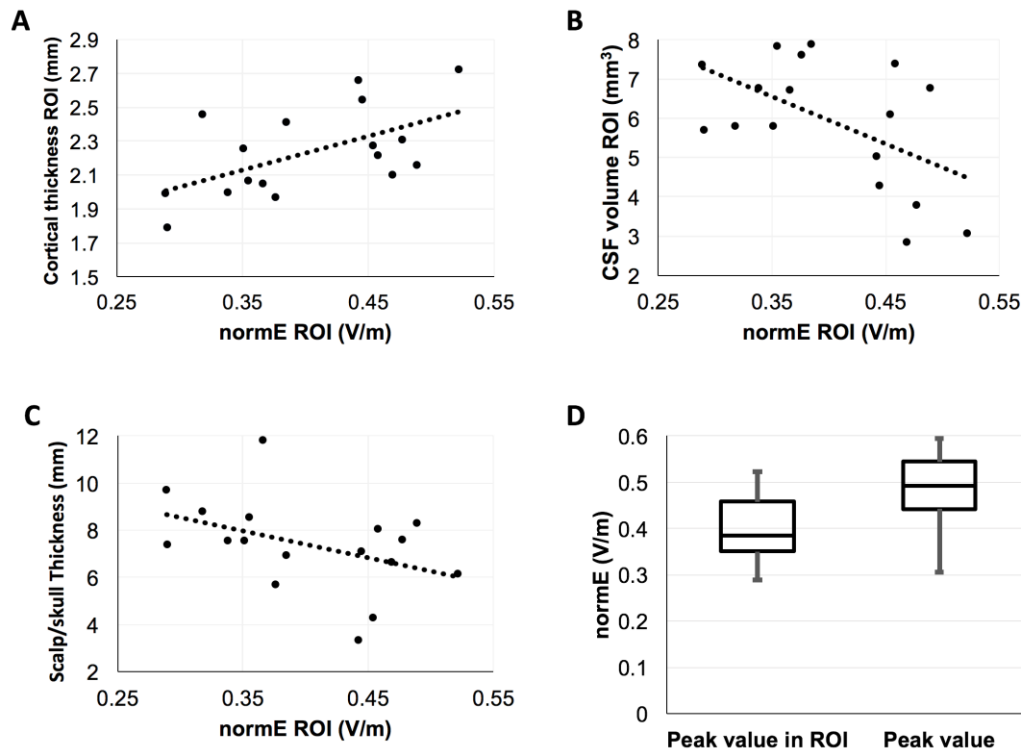 A
Cortical thickness ROI (mm)
2.9
2.7
2.5
2.3
2.1
1.9
1.7
1.5
0.25 0.35 0.45 0.55
normE ROI (V/m)
B
CSF volume ROI (mm³)
8
7
6
5
4
3
2
0.25 0.35 0.45 0.55
normE ROI (V/m)
C
Scalp/skull Thickness (mm)
12
10
8
6
4
2
0.25 0.35 0.45 0.55
normE ROI (V/m)
D
normE (V/m)
0.6
0.5
0.4
0.3
0.2
0.1
0
Peak value in ROI Peak value